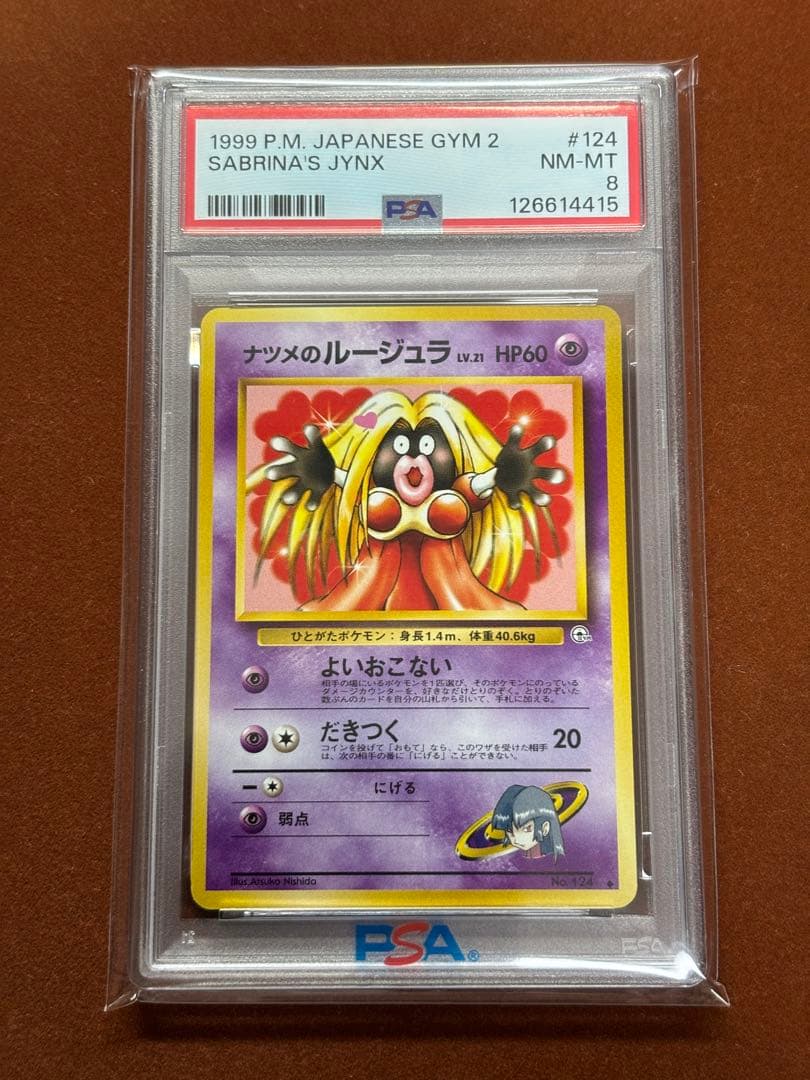 1999 P.M. JAPANESE GYM 2 #124
SABRINA'S JYNX NM-MT
8
PSA 126614415
ナツメのルージュラ LV.21 HP60
ひとがたポケモン：身長1.4m、体重40.6kg
よいおこない
相手の場にいるポケモンを1匹選び、そのポケモンにのっている
ダメージカウンターを、好きなだけとりのぞく。とりのぞいた
数ぶんのカードを自分の山札から引いて、手札に加える。
だきつく 20
コインを投げて「おもて」なら、このワザを受けた相手
は、次の相手の番に「にげる」ことができない。
にげる
弱点
Illus.Atsuko Nishida No.124
PSA® PSA